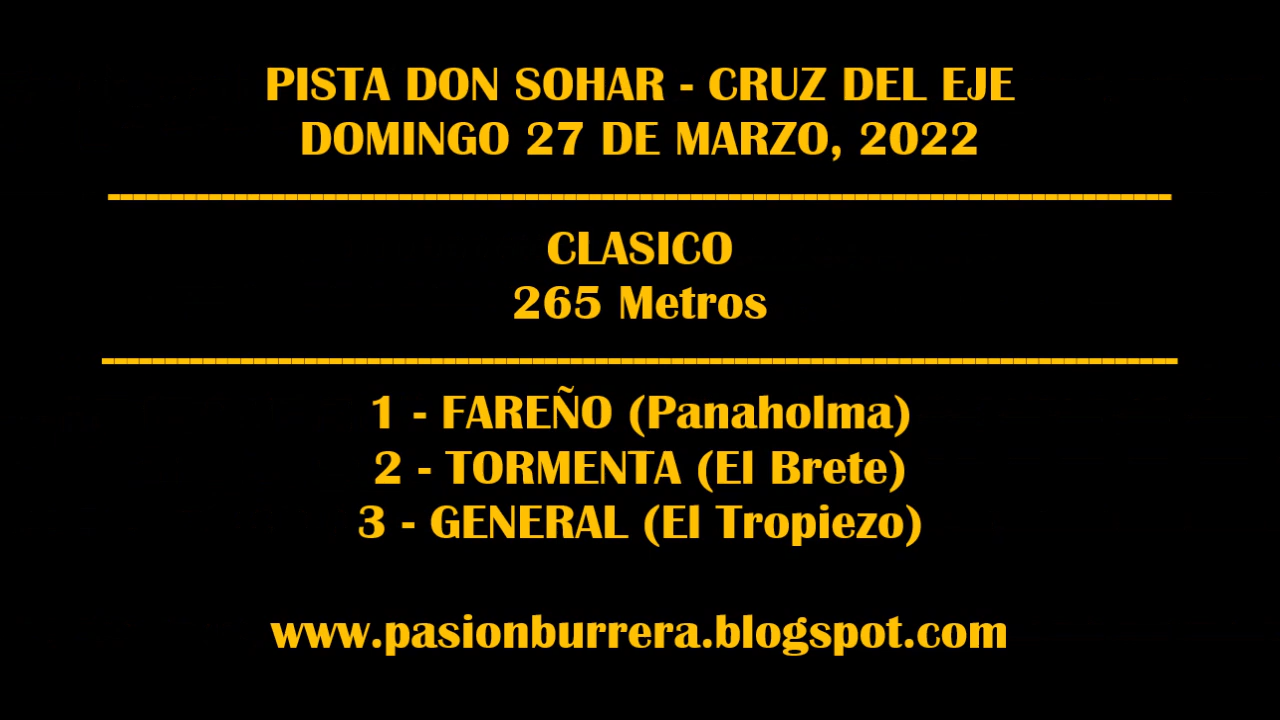 PISTA DON SOHAR - CRUZ DEL EJE
DOMINGO 27 DE MARZO, 2022
CLASICO
265 Metros
1 - FAREÑO (Panaholma)
2 - TORMENTA (El Brete)
3 - GENERAL (El Tropiezo)
www.pasionburrera.blogspot.com